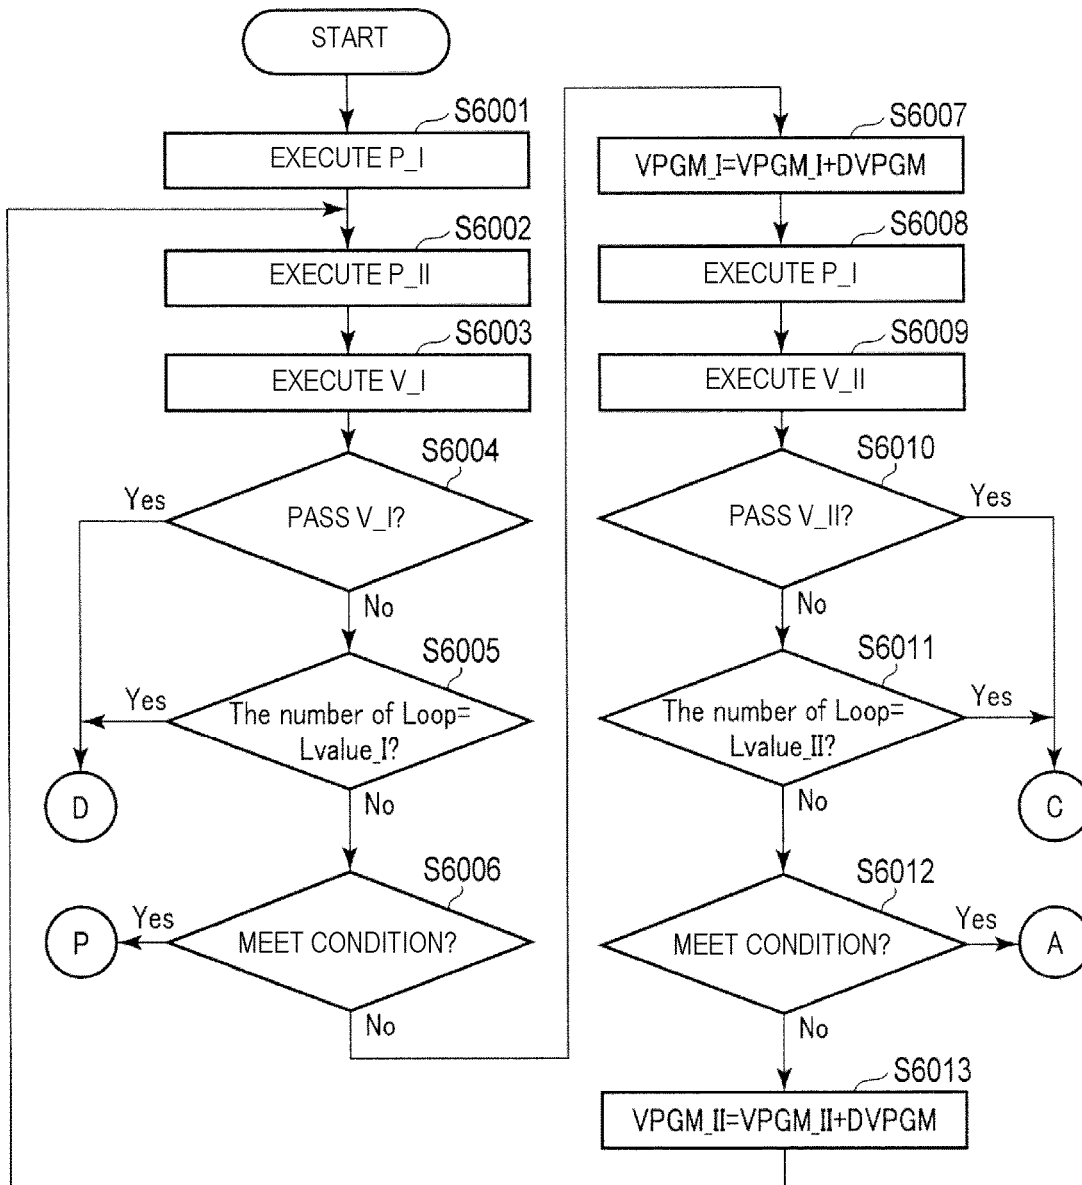 START
S6001
EXECUTE P_I
S6002
EXECUTE P_II
S6003
EXECUTE V_I
S6004
Yes
PASS V_I?
No
S6005
Yes
The number of Loop=
Lvalue_I?
D
No
S6006
Yes
P
MEET CONDITION?
No
S6007
VPGM_I=VPGM_I+DVPGM
S6008
EXECUTE P_I
S6009
EXECUTE V_II
S6010
Yes
PASS V_II?
No
S6011
Yes
The number of Loop=
Lvalue_II?
C
No
S6012
Yes
MEET CONDITION?
A
No
S6013
VPGM_II=VPGM_II+DVPGM